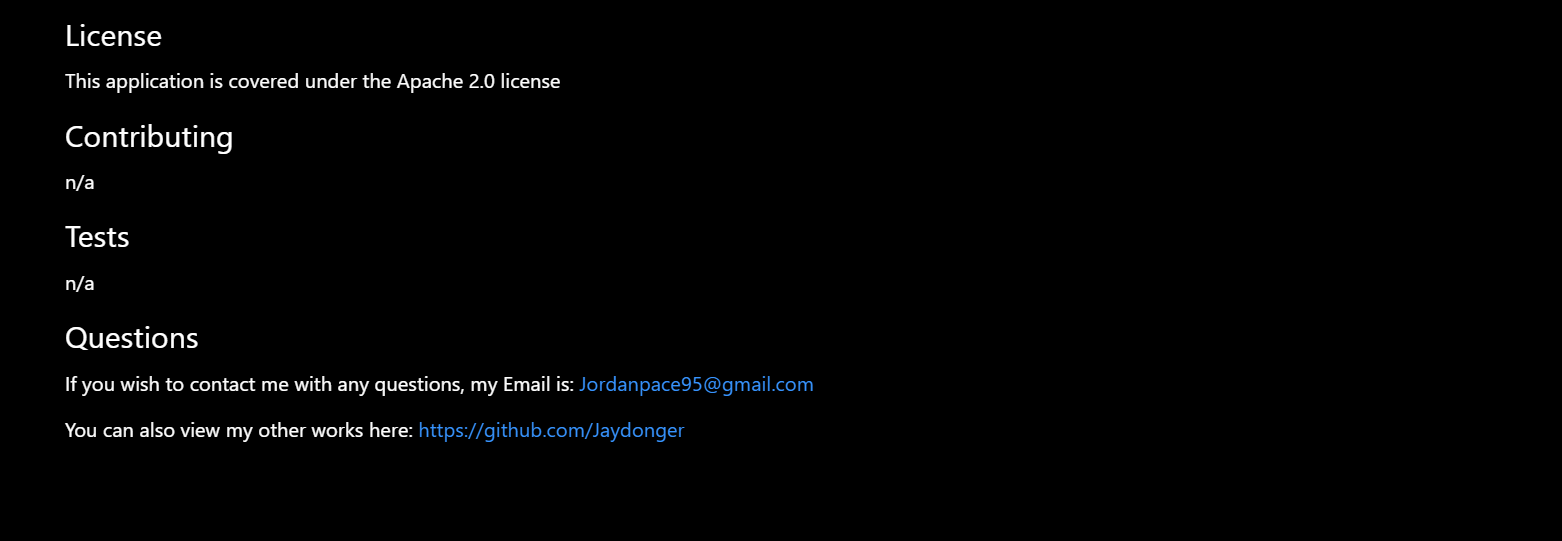 License
This application is covered under the Apache 2.0 license
Contributing
n/a
Tests
n/a
Questions
If you wish to contact me with any questions, my Email is: Jordanpace95@gmail.com
You can also view my other works here: https://github.com/Jaydonger